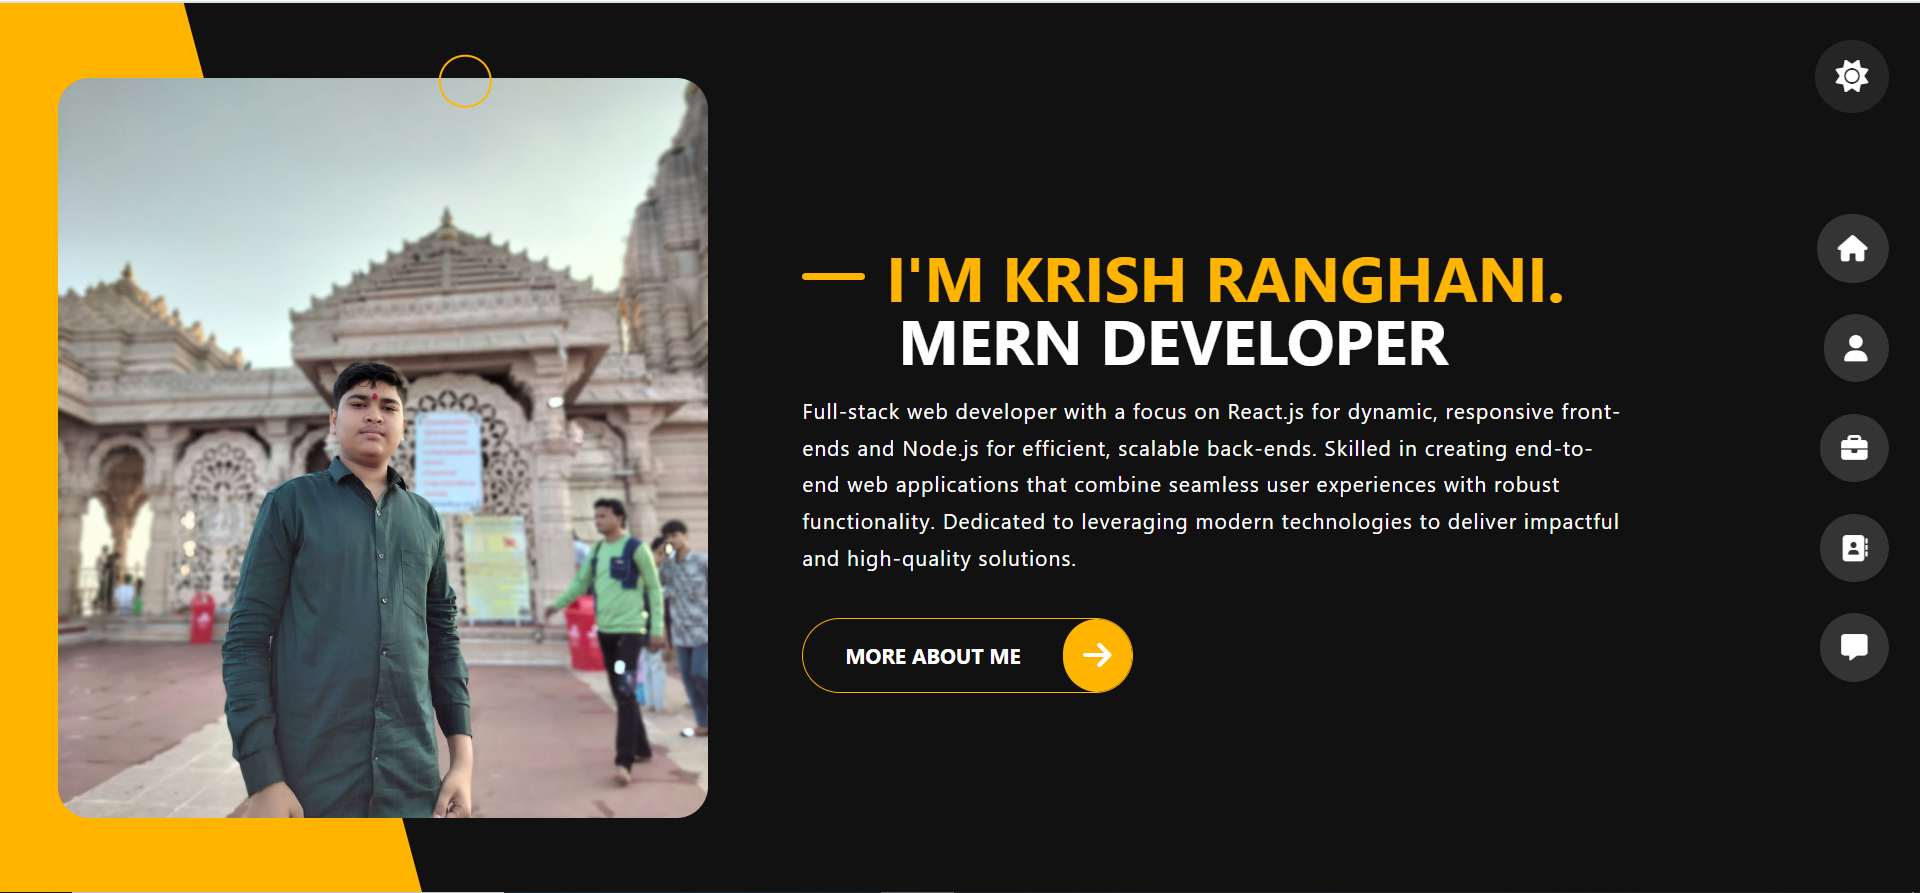 I'M KRISH RANGHANI.
MERN DEVELOPER
Full-stack web developer with a focus on React.js for dynamic, responsive front-
ends and Node.js for efficient, scalable back-ends. Skilled in creating end-to-
end web applications that combine seamless user experiences with robust
functionality. Dedicated to leveraging modern technologies to deliver impactful
and high-quality solutions.
MORE ABOUT ME